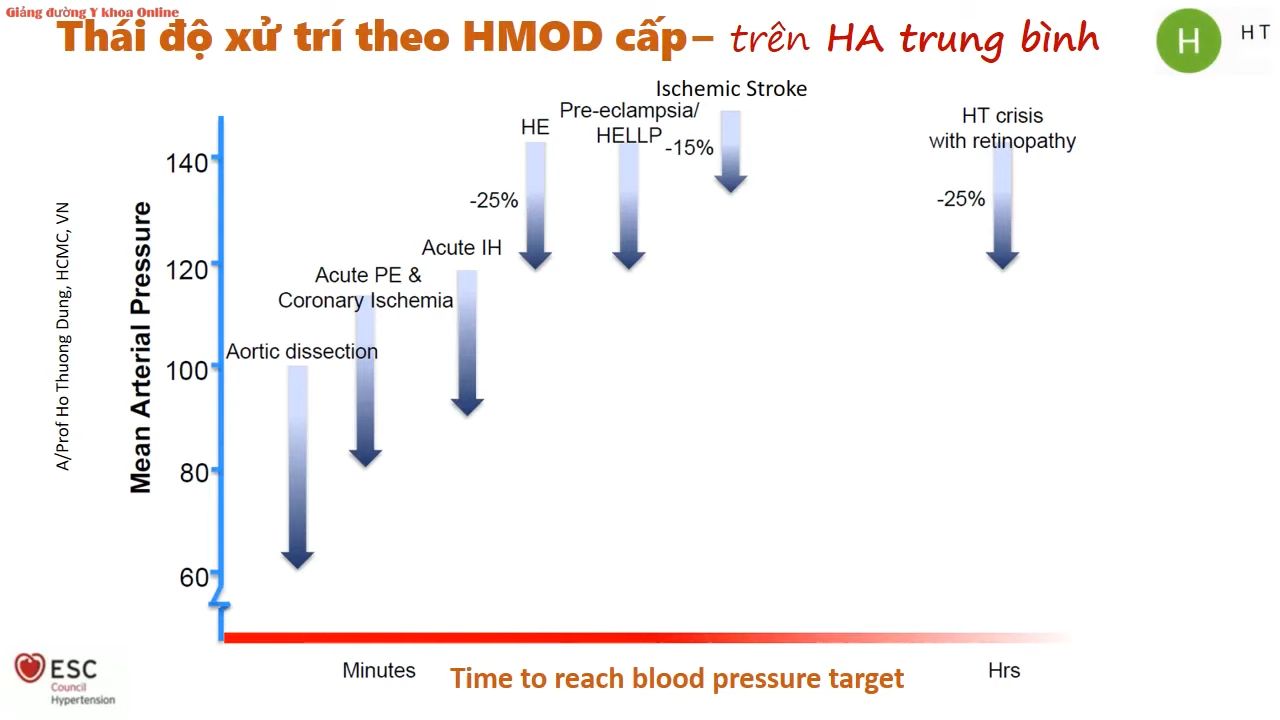 Giảng đường Y khoa Online
Thái độ xử trí theo HMOD cấp – trên HA trung bình
H
H T
Ischemic Stroke
Pre-eclampsia/
HELLP
HE
-15%
HT crisis
with retinopathy
140
-25%
-25%
Acute IH
120
Acute PE &
Coronary Ischemia
Aortic dissection
100
80
60
Mean Arterial Pressure
A/Prof Ho Thuong Dung, HCMC, VN
Minutes
Time to reach blood pressure target
Hrs
ESC
Council
Hypertension